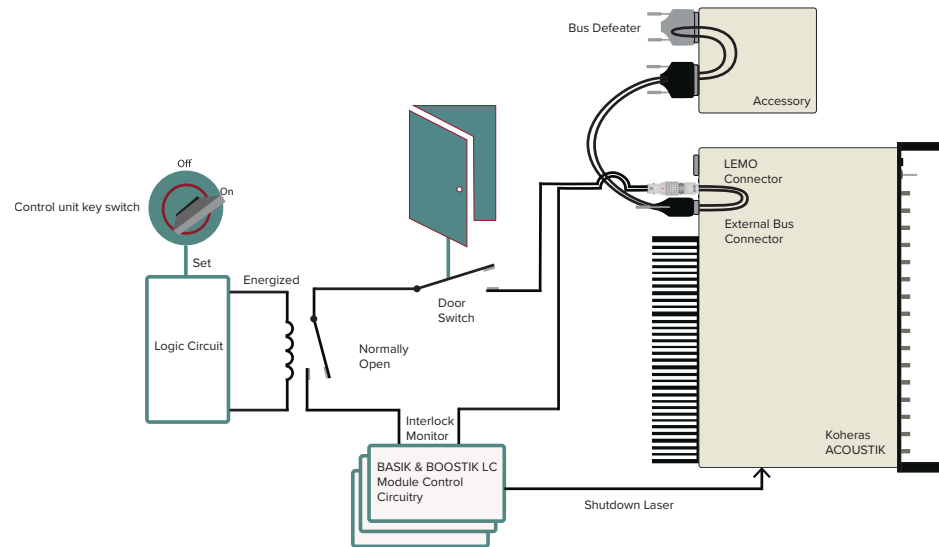 Bus Defeater
Accessory
Off
On
Control unit key switch
LEMO
Connector
External Bus
Connector
Set
Energized
Door
Switch
Logic Circuit
Normally
Open
Interlock
Monitor
Koheras
ACOUSTIK
BASIK & BOOSTIK LC
Module Control
Circuitry
Shutdown Laser